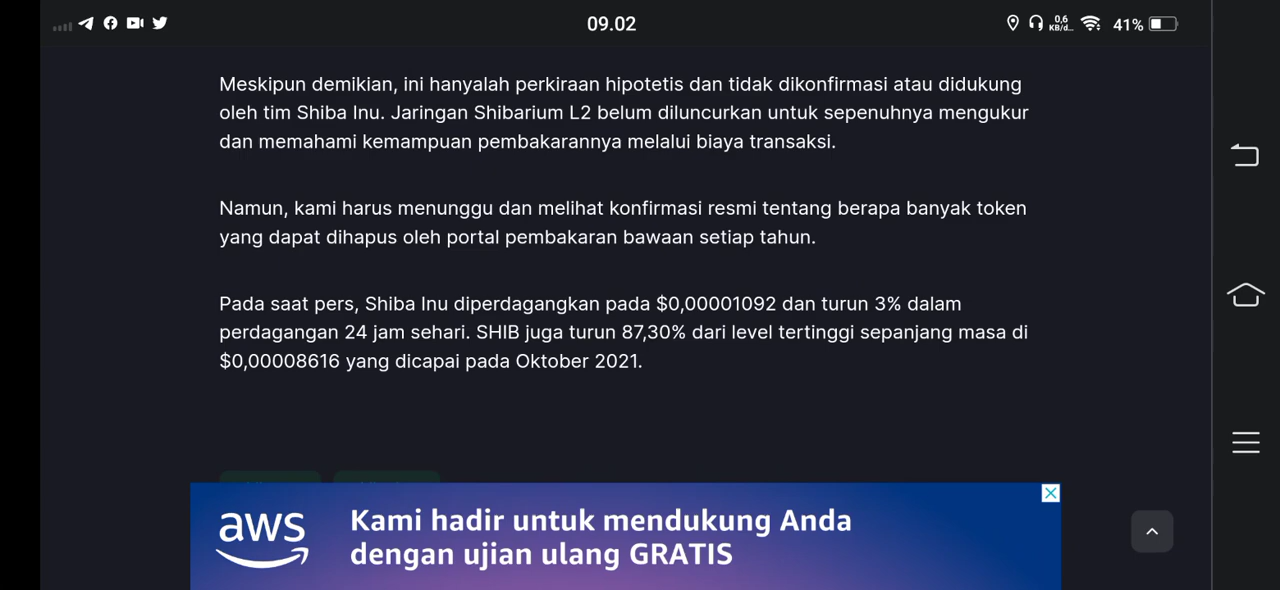 09.02
0,6
KB/d...
41%
Meskipun demikian, ini hanyalah perkiraan hipotetis dan tidak dikonfirmasi atau didukung
oleh tim Shiba Inu. Jaringan Shibarium L2 belum diluncurkan untuk sepenuhnya mengukur
dan memahami kemampuan pembakarannya melalui biaya transaksi.
Namun, kami harus menunggu dan melihat konfirmasi resmi tentang berapa banyak token
yang dapat dihapus oleh portal pembakaran bawaan setiap tahun.
Pada saat pers, Shiba Inu diperdagangkan pada $0,00001092 dan turun 3% dalam
perdagangan 24 jam sehari. SHIB juga turun 87,30% dari level tertinggi sepanjang masa di
$0,00008616 yang dicapai pada Oktober 2021.
aws
Kami hadir untuk mendukung Anda
dengan ujian ulang GRATIS